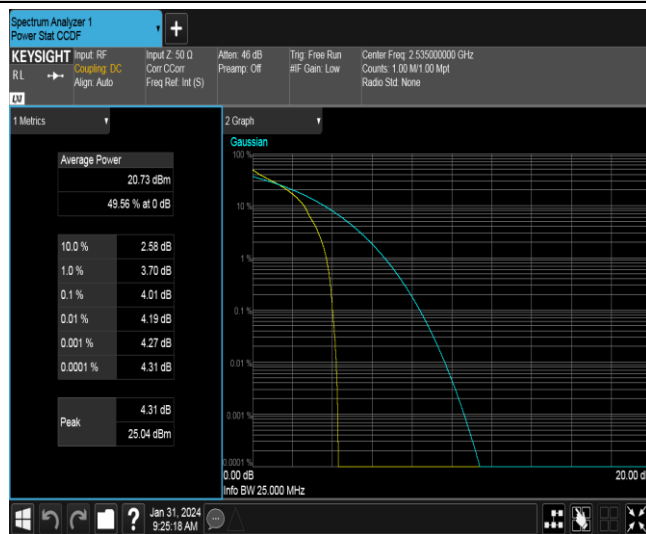 Spectrum Analyzer 1
Power Stat CCDF
+
KEYSIGHT
RL
LXI
Input: RF
Coupling: DC
Align: Auto
Input Z: 50 Ω
Corr CCorr
Freq Ref: Int (S)
Atten: 46 dB
Preamp: Off
Trig: Free Run
#IF Gain: Low
Center Freq: 2.535000000 GHz
Counts: 1.00 M/1.00 Mpt
Radio Std: None
1 Metrics
Average Power
20.73 dBm
49.56 % at 0 dB
10.0 % 2.58 dB
1.0 % 3.70 dB
0.1 % 4.01 dB
0.01 % 4.19 dB
0.001 % 4.27 dB
0.0001 % 4.31 dB
Peak
4.31 dB
25.04 dBm
2 Graph
Gaussian
100 %
10 %
1 %
0.1 %
0.01 %
0.001 %
0.0001 %
0.00 dB
20.00 d
Info BW 25.000 MHz
?
Jan 31, 2024
9:25:18 AM